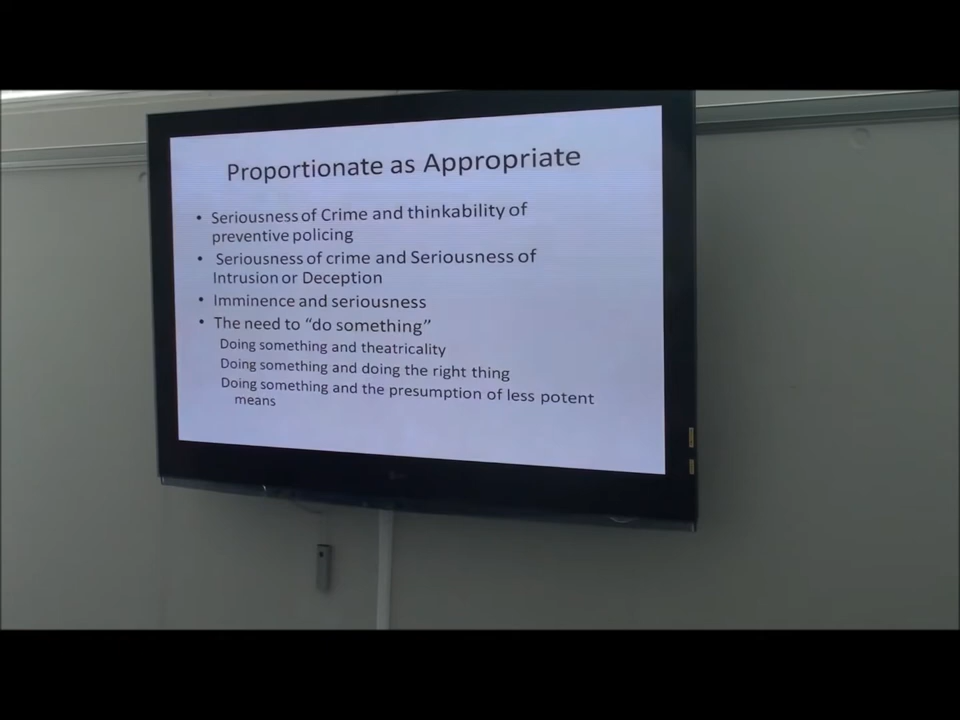 Proportionate as Appropriate
• Seriousness of Crime and thinkability of
preventive policing
• Seriousness of crime and Seriousness of
Intrusion or Deception
• Imminence and seriousness
• The need to “do something”
Doing something and theatricality
Doing something and doing the right thing
Doing something and the presumption of less potent
means